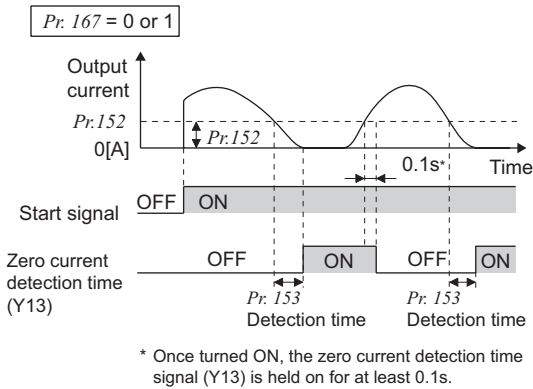 Pr. 167 = 0 or 1
Output
current
Pr.152
Pr.152
0[A]
0.1s*
Time
OFF ON
Start signal
Zero current
detection time
(Y13)
OFF ON OFF ON
Pr. 153 Pr. 153
Detection time Detection time
* Once turned ON, the zero current detection time
signal (Y13) is held on for at least 0.1s.